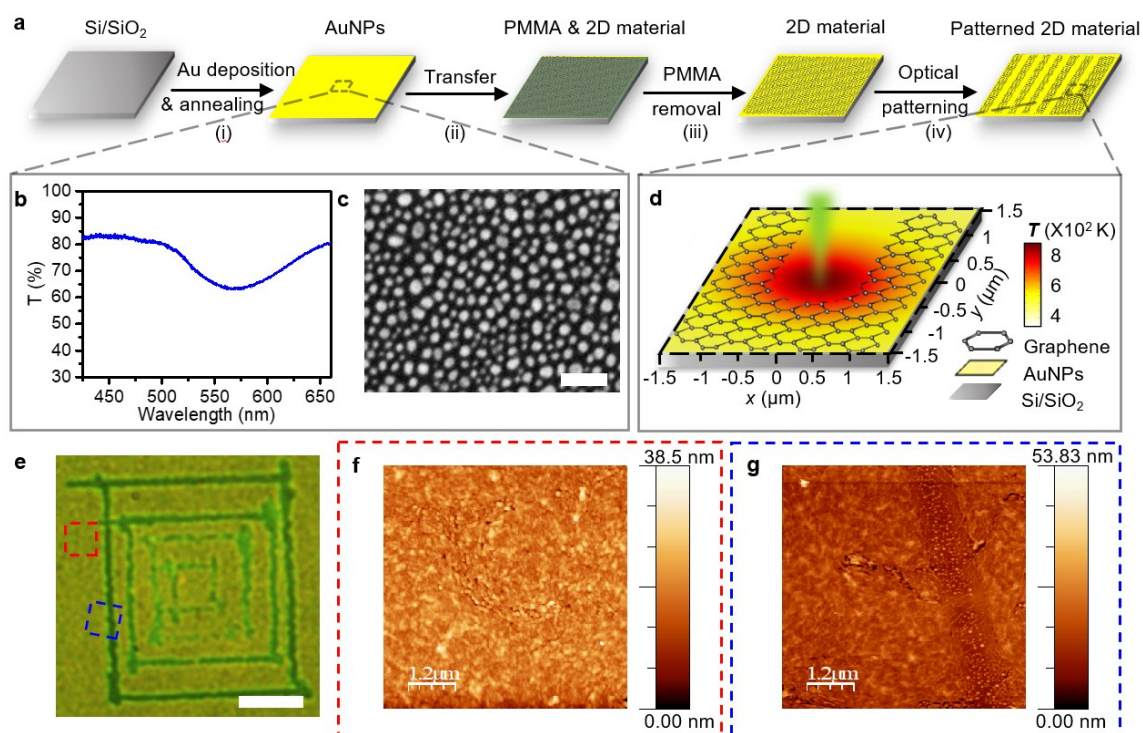 a
Si/SiO₂
AuNPs
PMMA & 2D material
2D material
Patterned 2D material
Au deposition
& annealing
(i)
Transfer
(ii)
PMMA
removal
(iii)
Optical
patterning
(iv)
b
100
90
80
70
60
50
40
30
T (%)
450 500 550 600 650
Wavelength (nm)
c
d
T (X10² K)
8
6
4
1.5
1
0.5
0
-0.5
-1
-1.5
y (µm)
-1.5 -1 -0.5 0 0.5 1 1.5
x (µm)
Graphene
AuNPs
Si/SiO₂
e
f
38.5 nm
1.2µm
0.00 nm
g
53.83 nm
1.2µm
0.00 nm